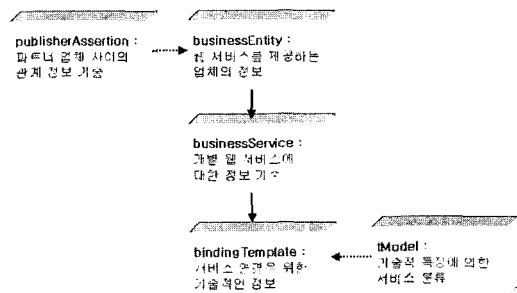 publisherAssertion :
파트너 업체 사이의
관계 정보 기술
businessEntity :
웹 서비스를 제공하는
업체의 정보
businessService :
개별 웹 서비스에
대한 정보 기술
bindingTemplate :
서비스 연결을 위한
기술적인 정보
tModel :
기술적 특징에 의한
서비스 분류